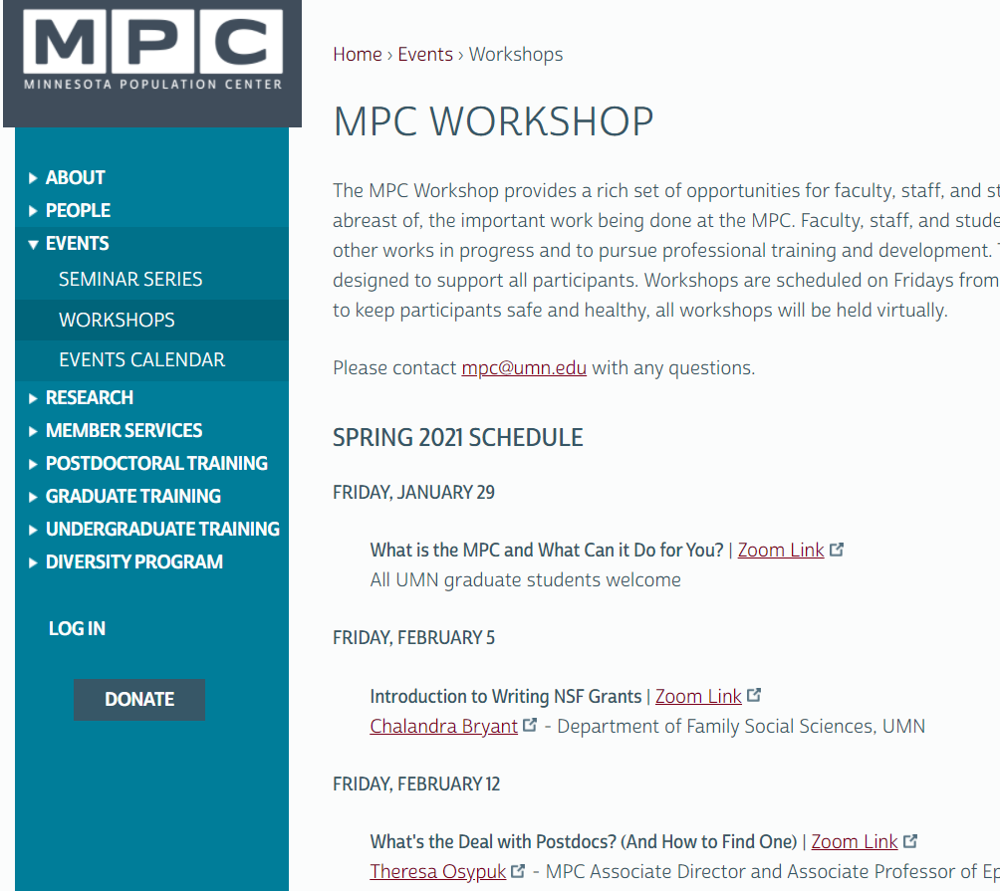 MPC
MINNESOTA POPULATION CENTER
ABOUT
PEOPLE
EVENTS
SEMINAR SERIES
WORKSHOPS
EVENTS CALENDAR
RESEARCH
MEMBER SERVICES
POSTDOCTORAL TRAINING
GRADUATE TRAINING
UNDERGRADUATE TRAINING
DIVERSITY PROGRAM
LOG IN
DONATE
Home › Events › Workshops
MPC WORKSHOP
The MPC Workshop provides a rich set of opportunities for faculty, staff, and
abreast of, the important work being done at the MPC. Faculty, staff, and
other works in progress and to pursue professional training and development.
designed to support all participants. Workshops are scheduled on Fridays from
to keep participants safe and healthy, all workshops will be held virtually.
Please contact mpc@umn.edu with any questions.
SPRING 2021 SCHEDULE
FRIDAY, JANUARY 29
What is the MPC and What Can it Do for You? | Zoom Link
All UMN graduate students welcome
FRIDAY, FEBRUARY 5
Introduction to Writing NSF Grants | Zoom Link
Chalandra Bryant - Department of Family Social Sciences, UMN
FRIDAY, FEBRUARY 12
What's the Deal with Postdocs? (And How to Find One) | Zoom Link
Theresa Osypuk - MPC Associate Director and Associate Professor of